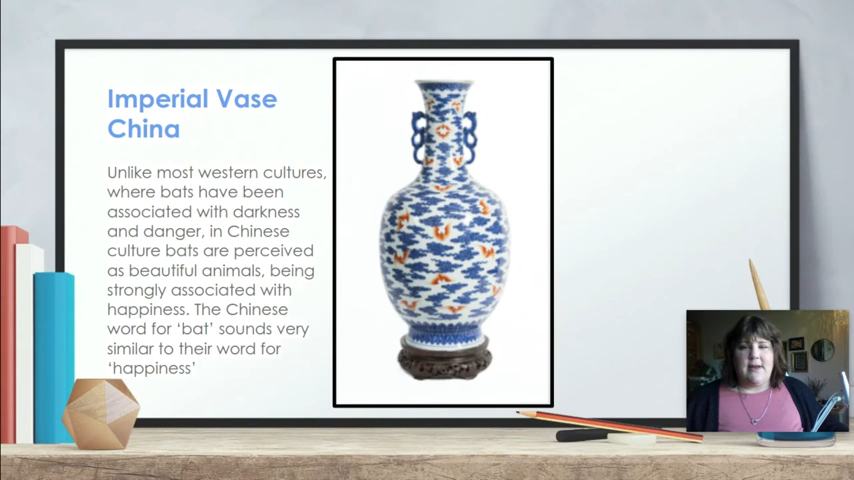 Imperial Vase
China
Unlike most western cultures,
where bats have been
associated with darkness
and danger, in Chinese
culture bats are perceived
as beautiful animals, being
strongly associated with
happiness. The Chinese
word for ‘bat’ sounds very
similar to their word for
‘happiness’